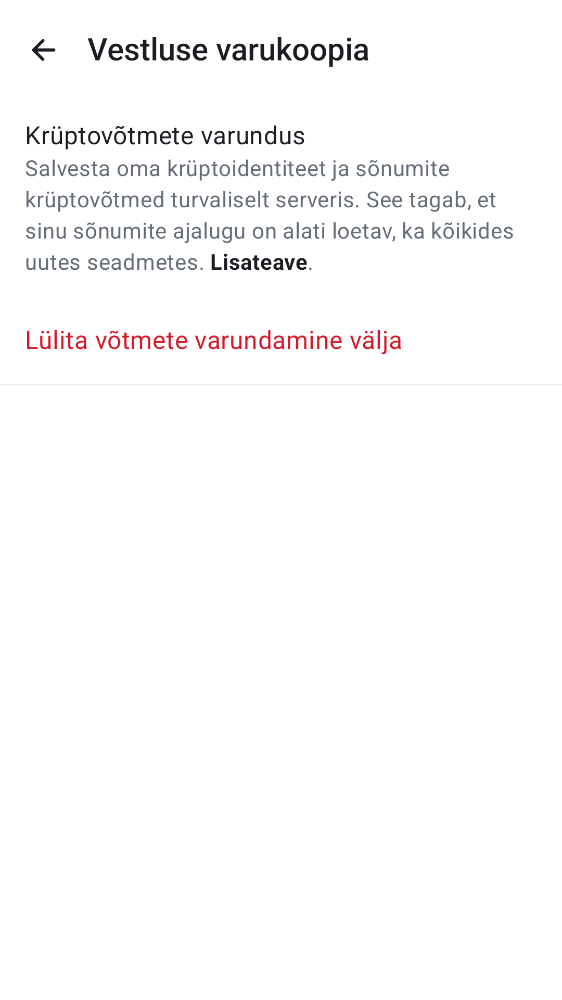 Vestluse varukoopia
Krüptovõtmete varundus
Salvesta oma krüptoidentiteet ja sõnumite
krüptovõtmed turvaliselt serveris. See tagab, et
sinu sõnumite ajalugu on alati loetav, ka kõikides
uutes seadmetes. Lisateave.
Lülita võtmete varundamine välja